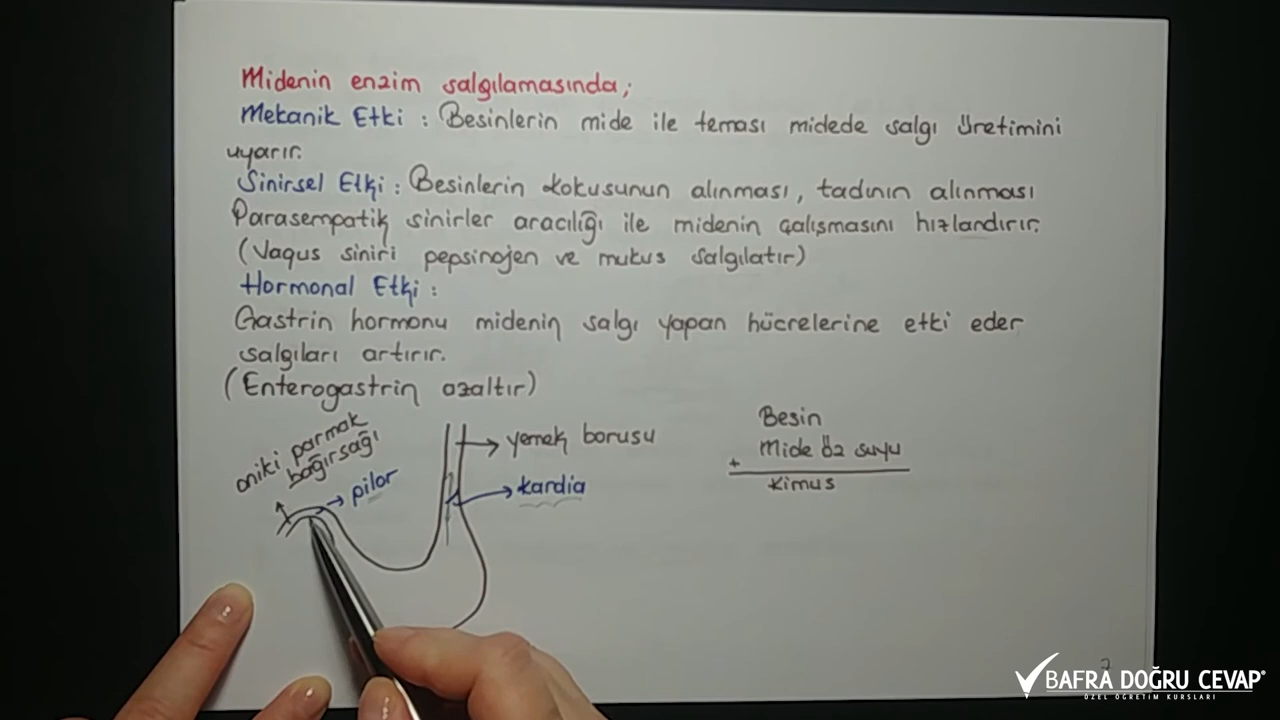 Midenin enzim salgılamasında;
Mekanik Etki : Besinlerin mide ile teması midede salgı üretimini
uyarır.
Sinirsel Etki : Besinlerin kokusunun alınması, tadının alınması
Parasempatik sinirler aracılığı ile midenin çalışmasını hızlandırır.
(Vagus siniri pepsinojen ve mukus salgılatır)
Hormonal Etki :
Gastrin hormonu midenin salgı yapan hücrelerine etki eder
salgıları artırır.
(Enterogastrin azaltır)
oniki parmak
bağırsağı
pilor
yemek borusu
kardia
Besin
+ Mide öz suyu
Kimus
7
BAFRA DOĞRU CEVAP®
ÖZEL ÖĞRETİM KURSLARI